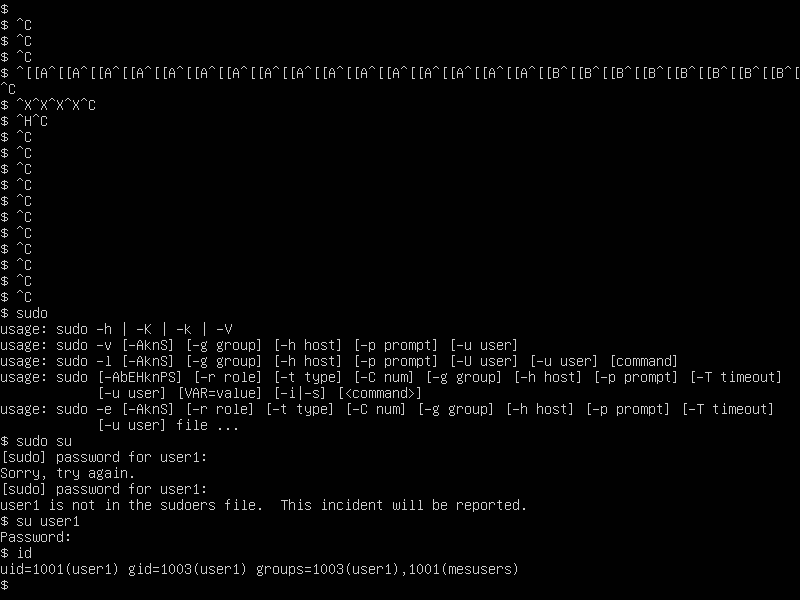 $
$ ^C
$ ^C
$ ^C
$ ^[[A^[[A^[[A^[[A^[[A^[[A^[[A^[[A^[[A^[[A^[[A^[[A^[[A^[[A^[[A^[[A^[[B^[[B^[[B^[[B^[[B^[[B^[[B^[[B^[
^C
$ ^X^X^X^X^C
$ ^H^C
$ ^C
$ ^C
$ ^C
$ ^C
$ ^C
$ ^C
$ ^C
$ ^C
$ ^C
$ ^C
$ ^C
$ sudo
usage: sudo -h | -K | -k | -V
usage: sudo -v [-AknS] [-g group] [-h host] [-p prompt] [-u user]
usage: sudo -l [-AknS] [-g group] [-h host] [-p prompt] [-U user] [-u user] [command]
usage: sudo [-AbEHknPS] [-r role] [-t type] [-C num] [-g group] [-h host] [-p prompt] [-T timeout]
[-u user] [VAR=value] [-i|-s] [<command>]
usage: sudo -e [-AknS] [-r role] [-t type] [-C num] [-g group] [-h host] [-p prompt] [-T timeout]
[-u user] file ...
$ sudo su
[sudo] password for user1:
Sorry, try again.
[sudo] password for user1:
user1 is not in the sudoers file.  This incident will be reported.
$ su user1
Password:
$ id
uid=1001(user1) gid=1003(user1) groups=1003(user1),1001(mesusers)
$